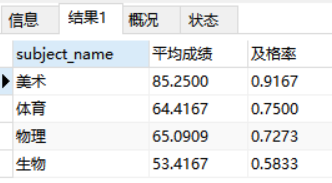 信息 结果1 概况 状态
subject_name 平均成绩 及格率
美术 85.2500 0.9167
体育 64.4167 0.7500
物理 65.0909 0.7273
生物 53.4167 0.5833